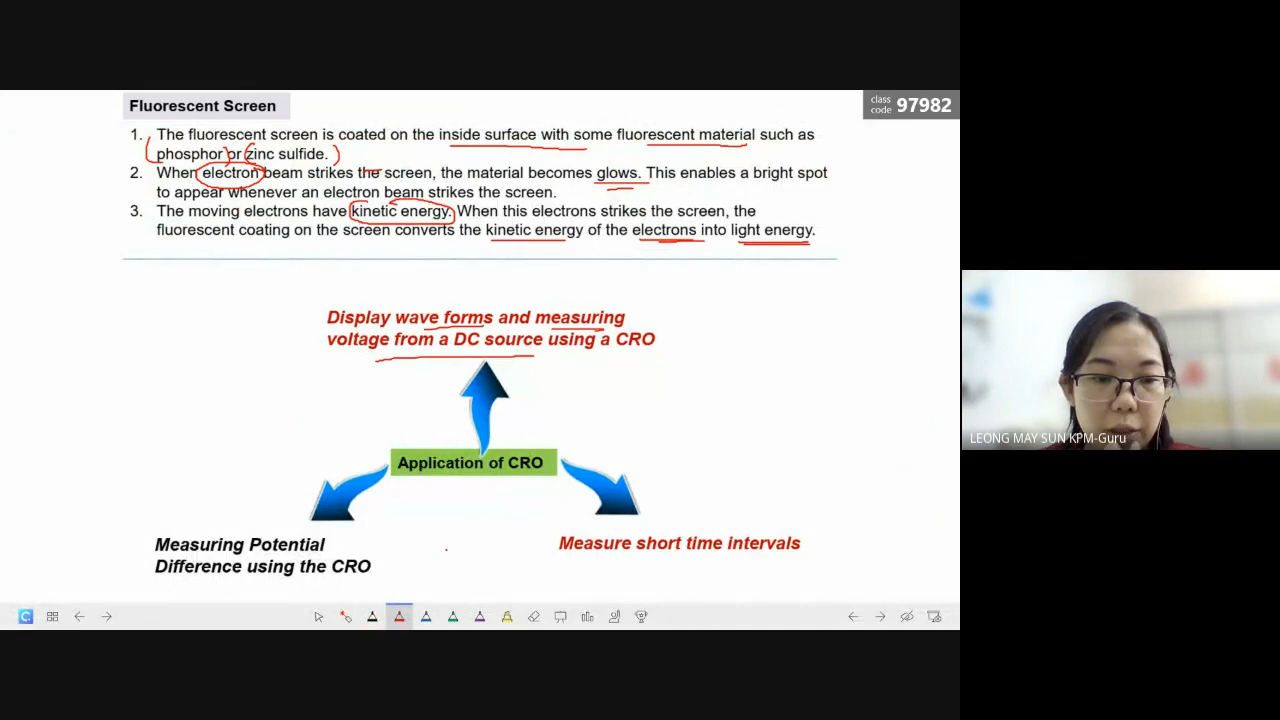 Fluorescent Screen
class
code 97982
1. The fluorescent screen is coated on the inside surface with some fluorescent material such as
phosphor or zinc sulfide.
2. When electron beam strikes the screen, the material becomes glows. This enables a bright spot
to appear whenever an electron beam strikes the screen.
3. The moving electrons have kinetic energy. When this electrons strikes the screen, the
fluorescent coating on the screen converts the kinetic energy of the electrons into light energy.
Display wave forms and measuring
voltage from a DC source using a CRO
Application of CRO
Measuring Potential
Difference using the CRO
Measure short time intervals
LEONG MAY SUN KPM-Guru
C